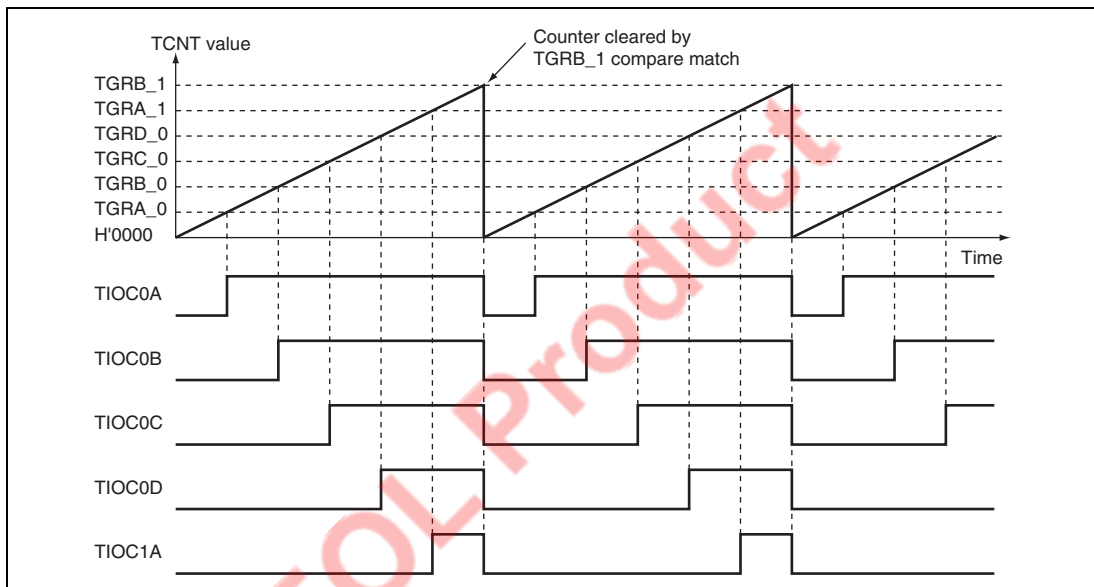 TCNT value
Counter cleared by
TGRB_1 compare match
TGRB_1
TGRA_1
TGRD_0
TGRC_0
TGRB_0
TGRA_0
H'0000
Time
TIOC0A
TIOC0B
TIOC0C
TIOC0D
TIOC1A
OL Product